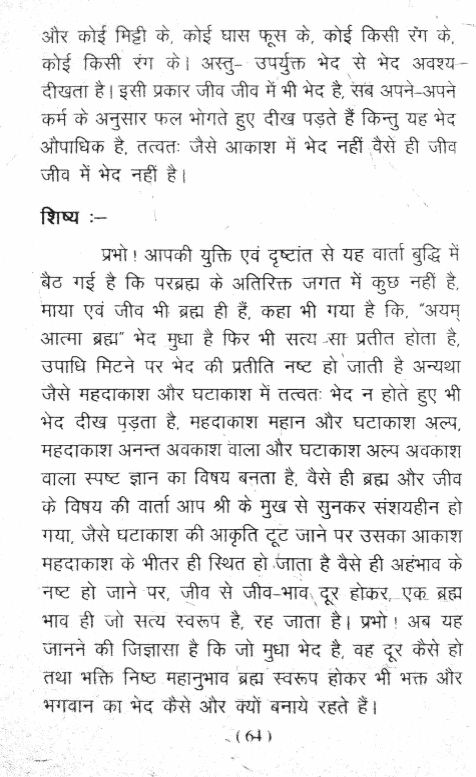 और कोई मिट्टी के, कोई घास फूस के, कोई किसी रंग के,
कोई किसी रंग के। अस्तु– उपर्युक्त भेद से भेद अवश्य–
दीखता है। इसी प्रकार जीव जीव में भी भेद है, सब अपने–अपने
कर्म के अनुसार फल भोगते हुए दीख पड़ते हैं किन्तु यह भेद
औपाधिक है, तत्वतः जैसे आकाश में भेद नहीं वैसे ही जीव
जीव में भेद नहीं है।
शिष्य :–
प्रभो ! आपकी युक्ति एवं दृष्टांत से यह वार्ता बुद्धि में
बैठ गई है कि परब्रह्म के अतिरिक्त जगत में कुछ नहीं है,
माया एवं जीव भी ब्रह्म ही हैं, कहा भी गया है कि, "अयम्
आत्मा ब्रह्म" भेद मुधा है फिर भी सत्य सा प्रतीत होता है,
उपाधि मिटने पर भेद की प्रतीति नष्ट हो जाती है अन्यथा
जैसे महदाकाश और घटाकाश में तत्वतः भेद न होते हुए भी
भेद दीख पड़ता है, महदाकाश महान और घटाकाश अल्प,
महदाकाश अनन्त अवकाश वाला और घटाकाश अल्प अवकाश
वाला स्पष्ट ज्ञान का विषय बनता है, वैसे ही ब्रह्म और जीव
के विषय की वार्ता आप श्री के मुख से सुनकर संशयहीन हो
गया, जैसे घटाकाश की आकृति टूट जाने पर उसका आकाश
महदाकाश के भीतर ही स्थित हो जाता है वैसे ही अहंभाव के
नष्ट हो जाने पर, जीव से जीव–भाव दूर होकर, एक ब्रह्म
भाव ही जो सत्य स्वरूप है, रह जाता है। प्रभो ! अब यह
जानने की जिज्ञासा है कि जो मुधा भेद है, वह दूर कैसे हो
तथा भक्ति निष्ट महानुभाव ब्रह्म स्वरूप होकर भी भक्त और
भगवान का भेद कैसे और क्यों बनाये रहते हैं।
(64)